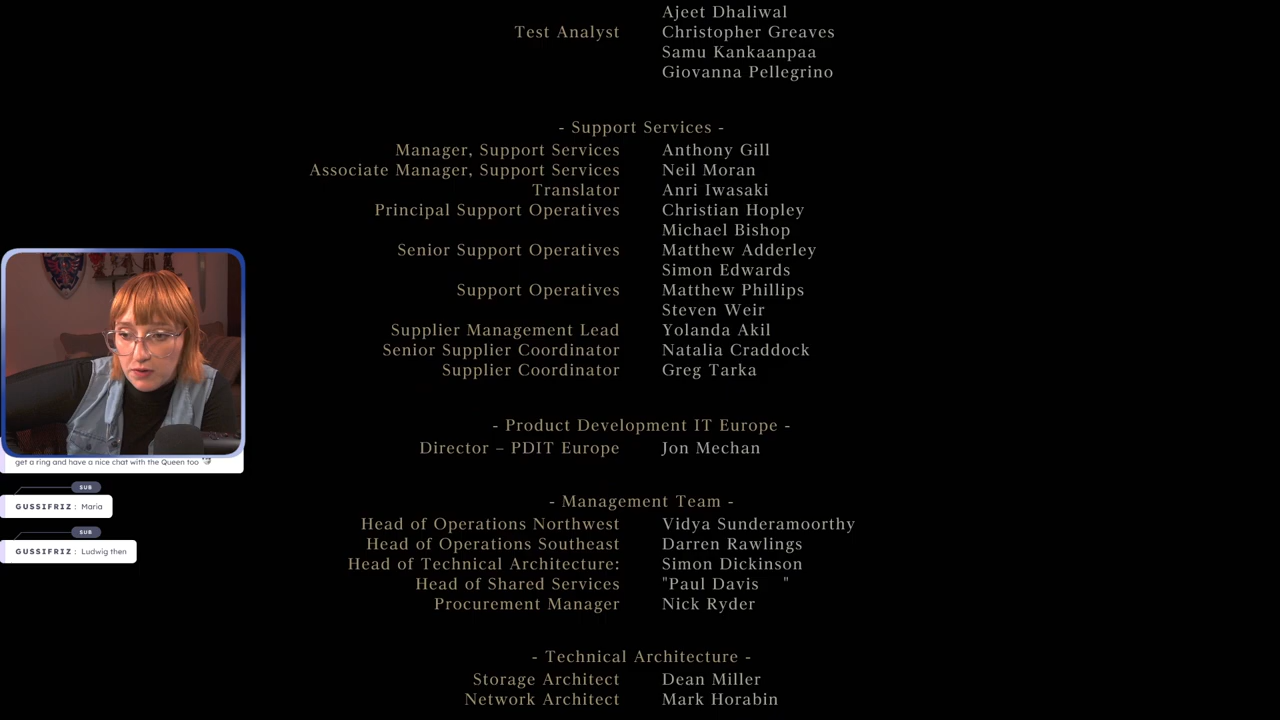 Ajeet Dhaliwal
Test Analyst Christopher Greaves
Samu Kankaanpaa
Giovanna Pellegrino
- Support Services -
Manager, Support Services Anthony Gill
Associate Manager, Support Services Neil Moran
Translator Anri Iwasaki
Principal Support Operatives Christian Hopley
Michael Bishop
Senior Support Operatives Matthew Adderley
Simon Edwards
Support Operatives Matthew Phillips
Steven Weir
Supplier Management Lead Yolanda Akil
Senior Supplier Coordinator Natalia Craddock
Supplier Coordinator Greg Tarka
- Product Development IT Europe -
Director – PDIT Europe Jon Mechan
- Management Team -
Head of Operations Northwest Vidya Sunderamoorthy
Head of Operations Southeast Darren Rawlings
Head of Technical Architecture: Simon Dickinson
Head of Shared Services "Paul Davis "
Procurement Manager Nick Ryder
- Technical Architecture -
Storage Architect Dean Miller
Network Architect Mark Horabin
get a ring and have a nice chat with the Queen too
SUB
GUSSIFRIZ : Maria
SUB
GUSSIFRIZ : Ludwig then